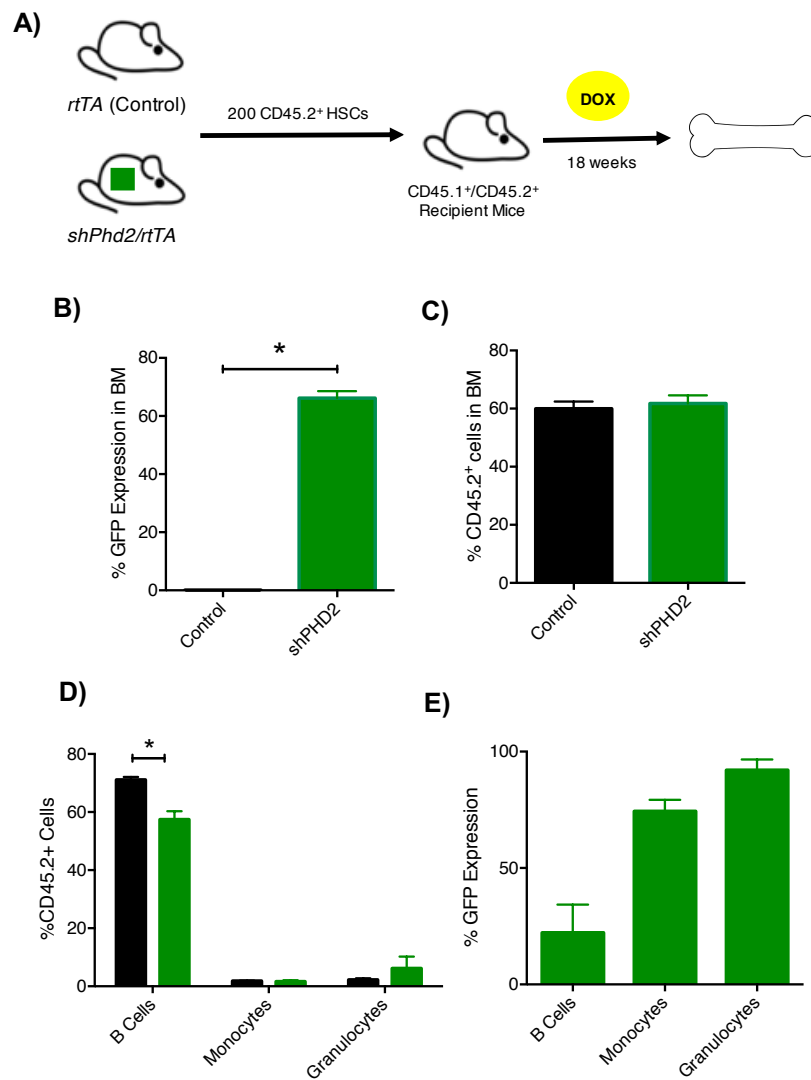 A)
rtTA (Control)
shPhd2/rtTA
200 CD45.2⁺ HSCs
CD45.1⁺/CD45.2⁺
Recipient Mice
DOX
18 weeks
B)
% GFP Expression in BM
80
60
40
20
0
*
Control
shPHD2
C)
% CD45.2⁺ cells in BM
80
60
40
20
0
Control
shPHD2
D)
%CD45.2+ Cells
80
60
40
20
0
*
B Cells
Monocytes
Granulocytes
E)
% GFP Expression
100
50
0
B Cells
Monocytes
Granulocytes